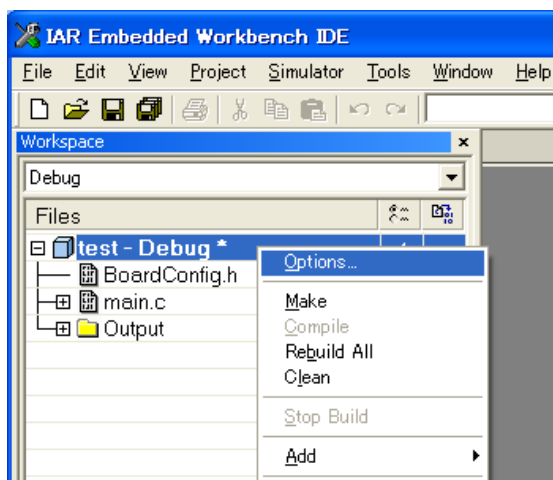 IAR Embedded Workbench IDE
File Edit View Project Simulator Tools Window Help
Workspace
Debug
Files
test - Debug *
Options...
BoardConfig.h
Make
main.c
Compile
Output
Rebuild All
Clean
Stop Build
Add